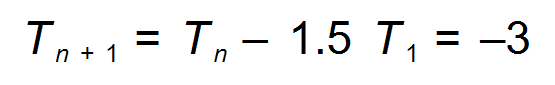 Tₙ ₊ ₁ = Tₙ – 1.5 T₁ = –3